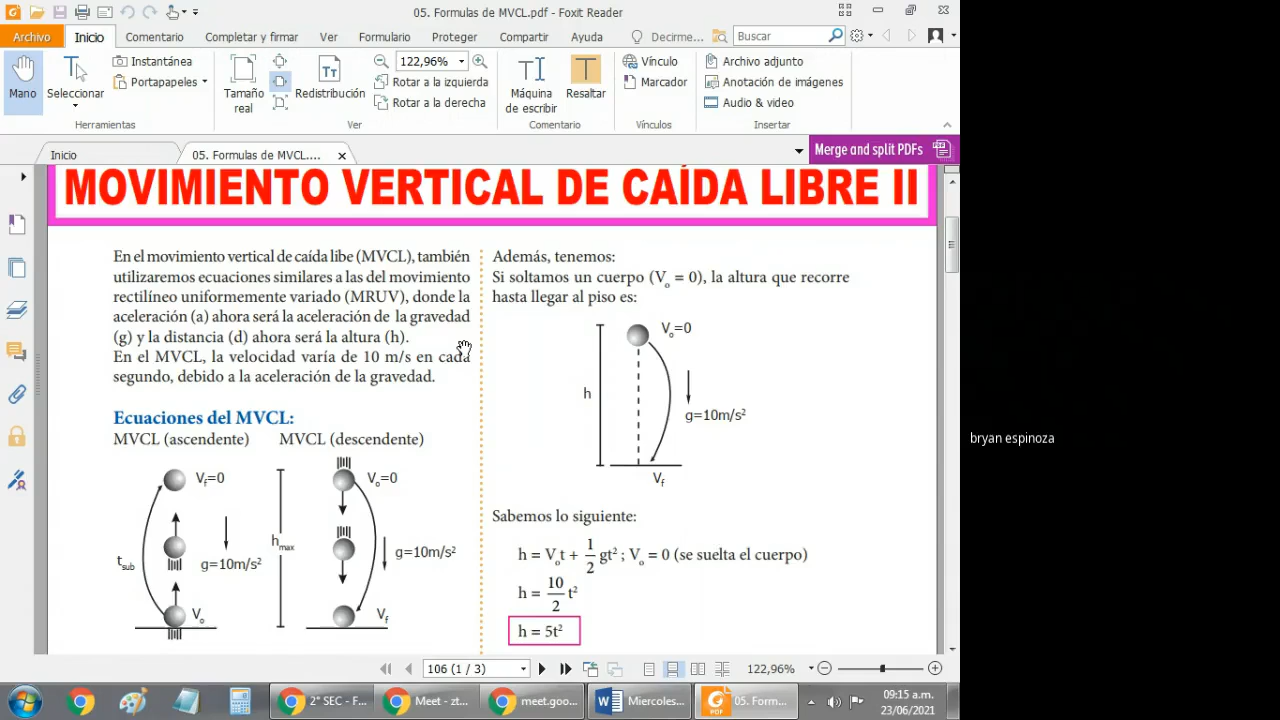 05. Formulas de MVCL.pdf - Foxit Reader
Archivo
Inicio
Comentario
Completar y firmar
Ver
Formulario
Proteger
Compartir
Ayuda
Decirme...
Buscar
Mano
Seleccionar
Instantánea
Portapapeles
Herramientas
Tamaño
real
Redistribución
122,96%
Rotar a la izquierda
Rotar a la derecha
Ver
Máquina
de escribir
Resaltar
Comentario
Vínculo
Marcador
Vínculos
Archivo adjunto
Anotación de imágenes
Audio & video
Insertar
Inicio
05. Formulas de MVCL....
Merge and split PDFs
MOVIMIENTO VERTICAL DE CAÍDA LIBRE II
En el movimiento vertical de caída libe (MVCL), también
utilizaremos ecuaciones similares a las del movimiento
rectilíneo uniformemente variado (MRUV), donde la
aceleración (a) ahora será la aceleración de la gravedad
(g) y la distancia (d) ahora será la altura (h).
En el MVCL, la velocidad varía de 10 m/s en cada
segundo, debido a la aceleración de la gravedad.
Ecuaciones del MVCL:
MVCL (ascendente)
MVCL (descendente)
Vf=0
tsub
g=10m/s²
Vo
hmax
Vo=0
g=10m/s²
Vf
Además, tenemos:
Si soltamos un cuerpo (Vo = 0), la altura que recorre
hasta llegar al piso es:
Vo=0
h
g=10m/s²
Vf
Sabemos lo siguiente:
h = Vot + 1/2 gt² ; Vo = 0 (se suelta el cuerpo)
h = 10/2 t²
h = 5t²
106 (1 / 3)
122,96%
2° SEC - F...
Meet - zt...
meet.goo...
Miercoles...
05. Form...
09:15 a.m.
23/06/2021
bryan espinoza